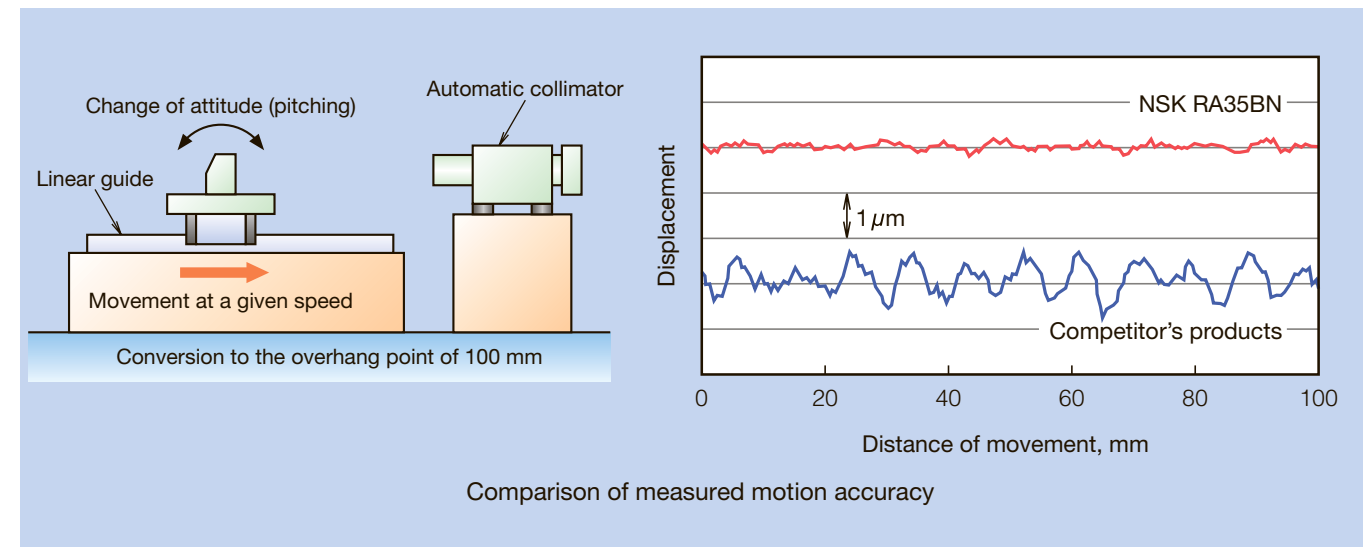 Change of attitude (pitching)
Linear guide
Automatic collimator
Movement at a given speed
Conversion to the overhang point of 100 mm
Displacement
NSK RA35BN
1 μm
Competitor’s products
0 20 40 60 80 100
Distance of movement, mm
Comparison of measured motion accuracy